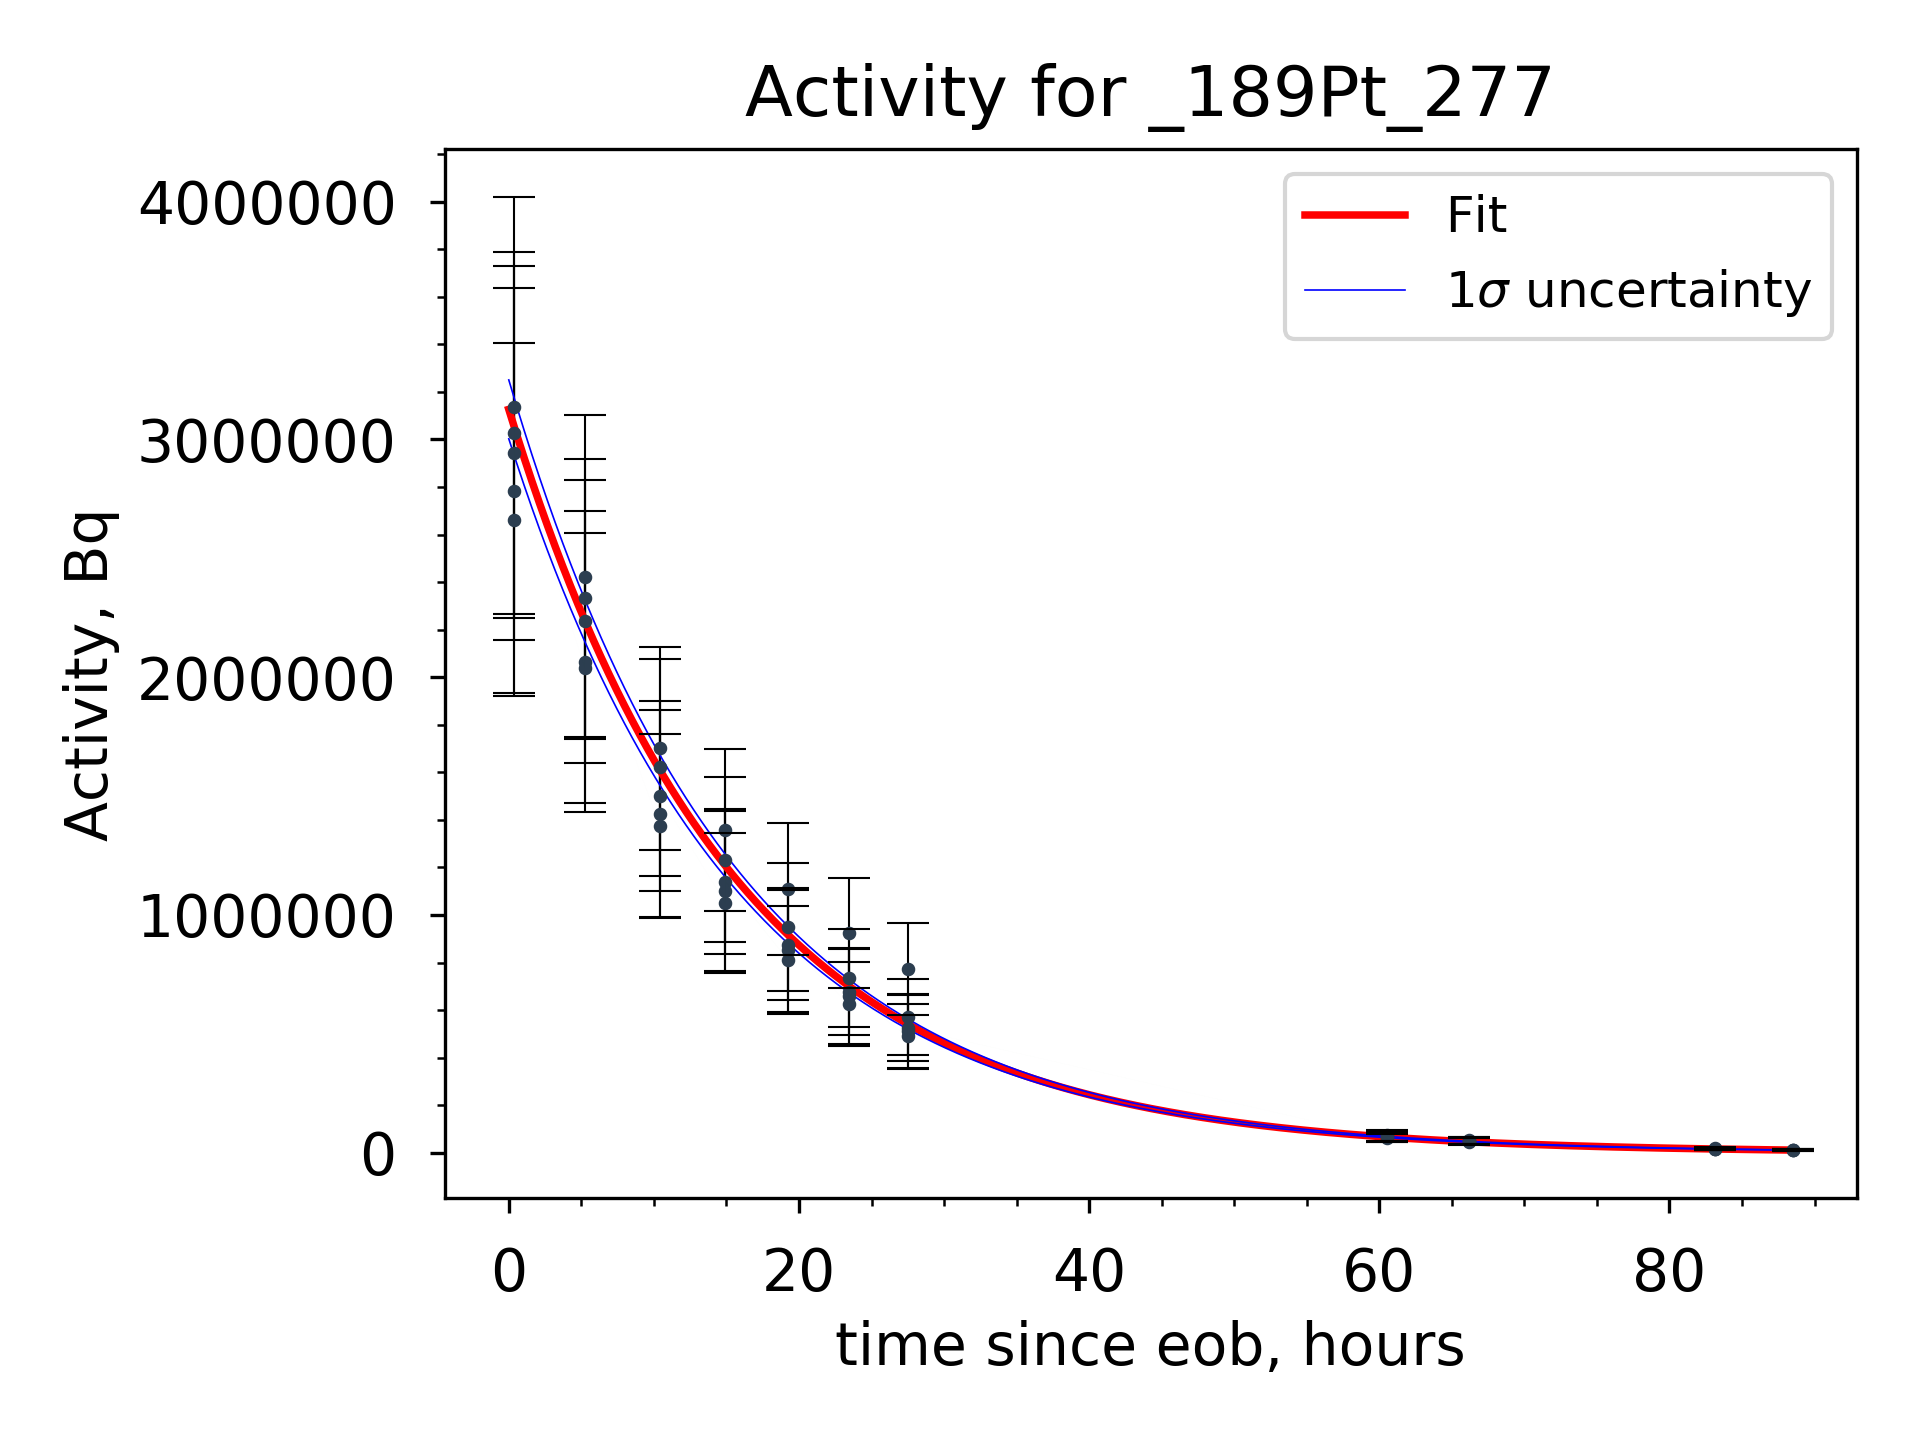 Activity for _189Pt_277
Fit
1σ uncertainty
4000000
3000000
2000000
1000000
0
Activity, Bq
0 20 40 60 80
time since eob, hours